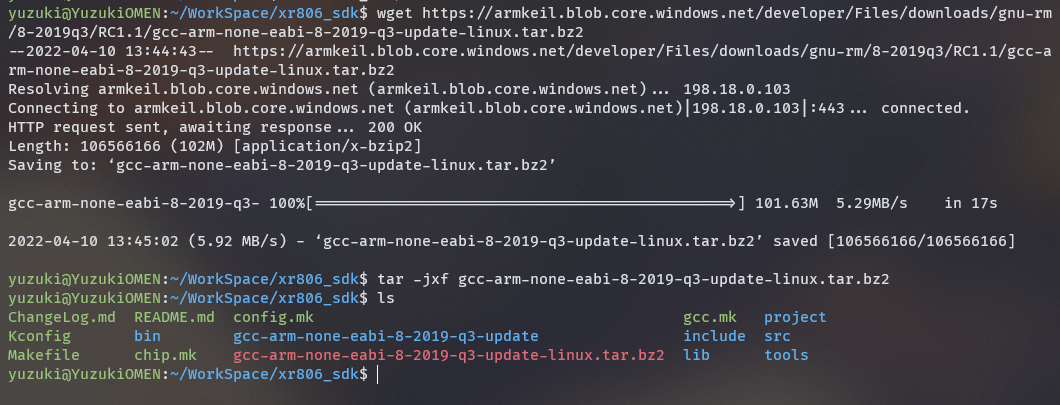 yuzuki@YuzukiOMEN:~/WorkSpace/xr806_sdk$ wget https://armkeil.blob.core.windows.net/developer/Files/downloads/gnu-rm
/8-2019q3/RC1.1/gcc-arm-none-eabi-8-2019-q3-update-linux.tar.bz2
--2022-04-10 13:44:43--  https://armkeil.blob.core.windows.net/developer/Files/downloads/gnu-rm/8-2019q3/RC1.1/gcc-a
rm-none-eabi-8-2019-q3-update-linux.tar.bz2
Resolving armkeil.blob.core.windows.net (armkeil.blob.core.windows.net)... 198.18.0.103
Connecting to armkeil.blob.core.windows.net (armkeil.blob.core.windows.net)|198.18.0.103|:443... connected.
HTTP request sent, awaiting response... 200 OK
Length: 106566166 (102M) [application/x-bzip2]
Saving to: ‘gcc-arm-none-eabi-8-2019-q3-update-linux.tar.bz2’
gcc-arm-none-eabi-8-2019-q3- 100%[==============================================>] 101.63M  5.29MB/s    in 17s
2022-04-10 13:45:02 (5.92 MB/s) - ‘gcc-arm-none-eabi-8-2019-q3-update-linux.tar.bz2’ saved [106566166/106566166]
yuzuki@YuzukiOMEN:~/WorkSpace/xr806_sdk$ tar -jxf gcc-arm-none-eabi-8-2019-q3-update-linux.tar.bz2
yuzuki@YuzukiOMEN:~/WorkSpace/xr806_sdk$ ls
ChangeLog.md  README.md  config.mk                                         gcc.mk   project
Kconfig       bin        gcc-arm-none-eabi-8-2019-q3-update                include  src
Makefile      chip.mk    gcc-arm-none-eabi-8-2019-q3-update-linux.tar.bz2  lib      tools
yuzuki@YuzukiOMEN:~/WorkSpace/xr806_sdk$